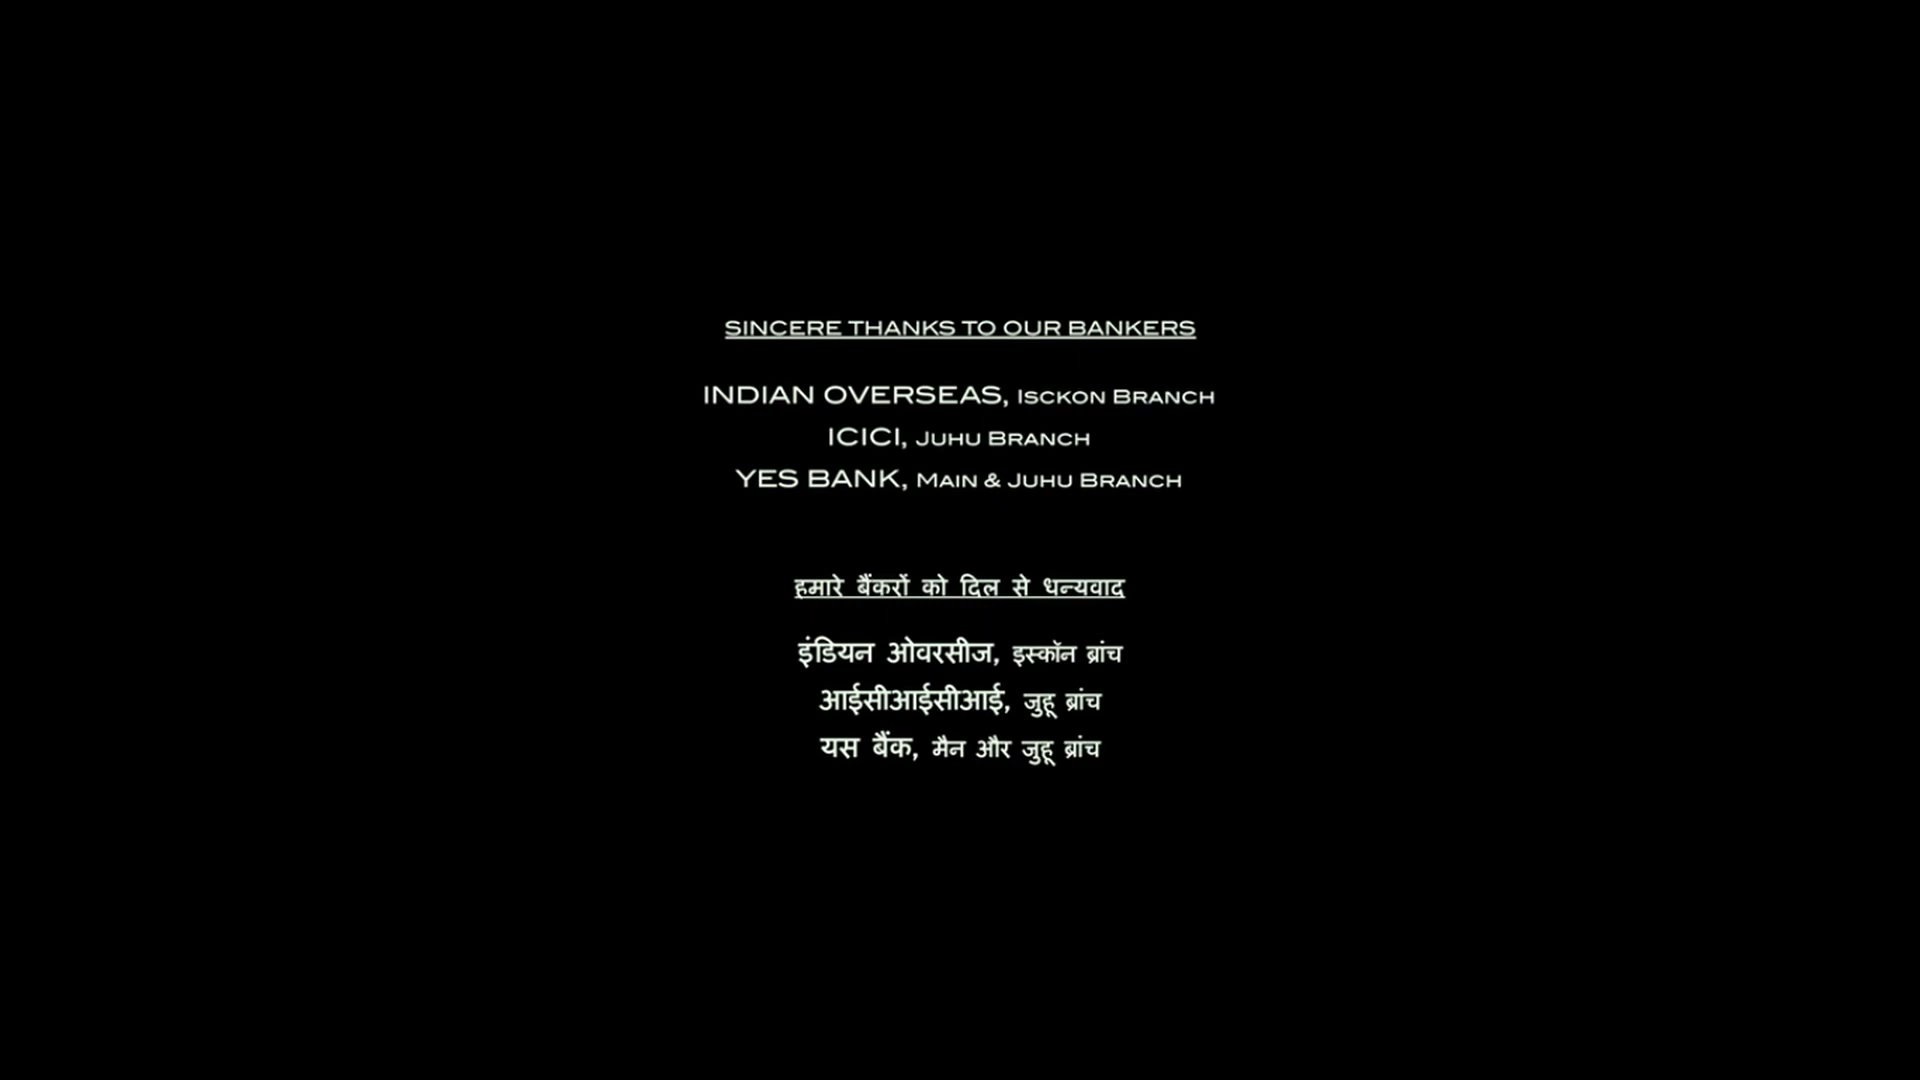 SINCERE THANKS TO OUR BANKERS
INDIAN OVERSEAS, ISCKON BRANCH
ICICI, JUHU BRANCH
YES BANK, MAIN & JUHU BRANCH
हमारे बैंकरों को दिल से धन्यवाद
इंडियन ओवरसीज, इस्कॉन ब्रांच
आईसीआईसीआई, जुहू ब्रांच
यस बैंक, मैन और जुहू ब्रांच